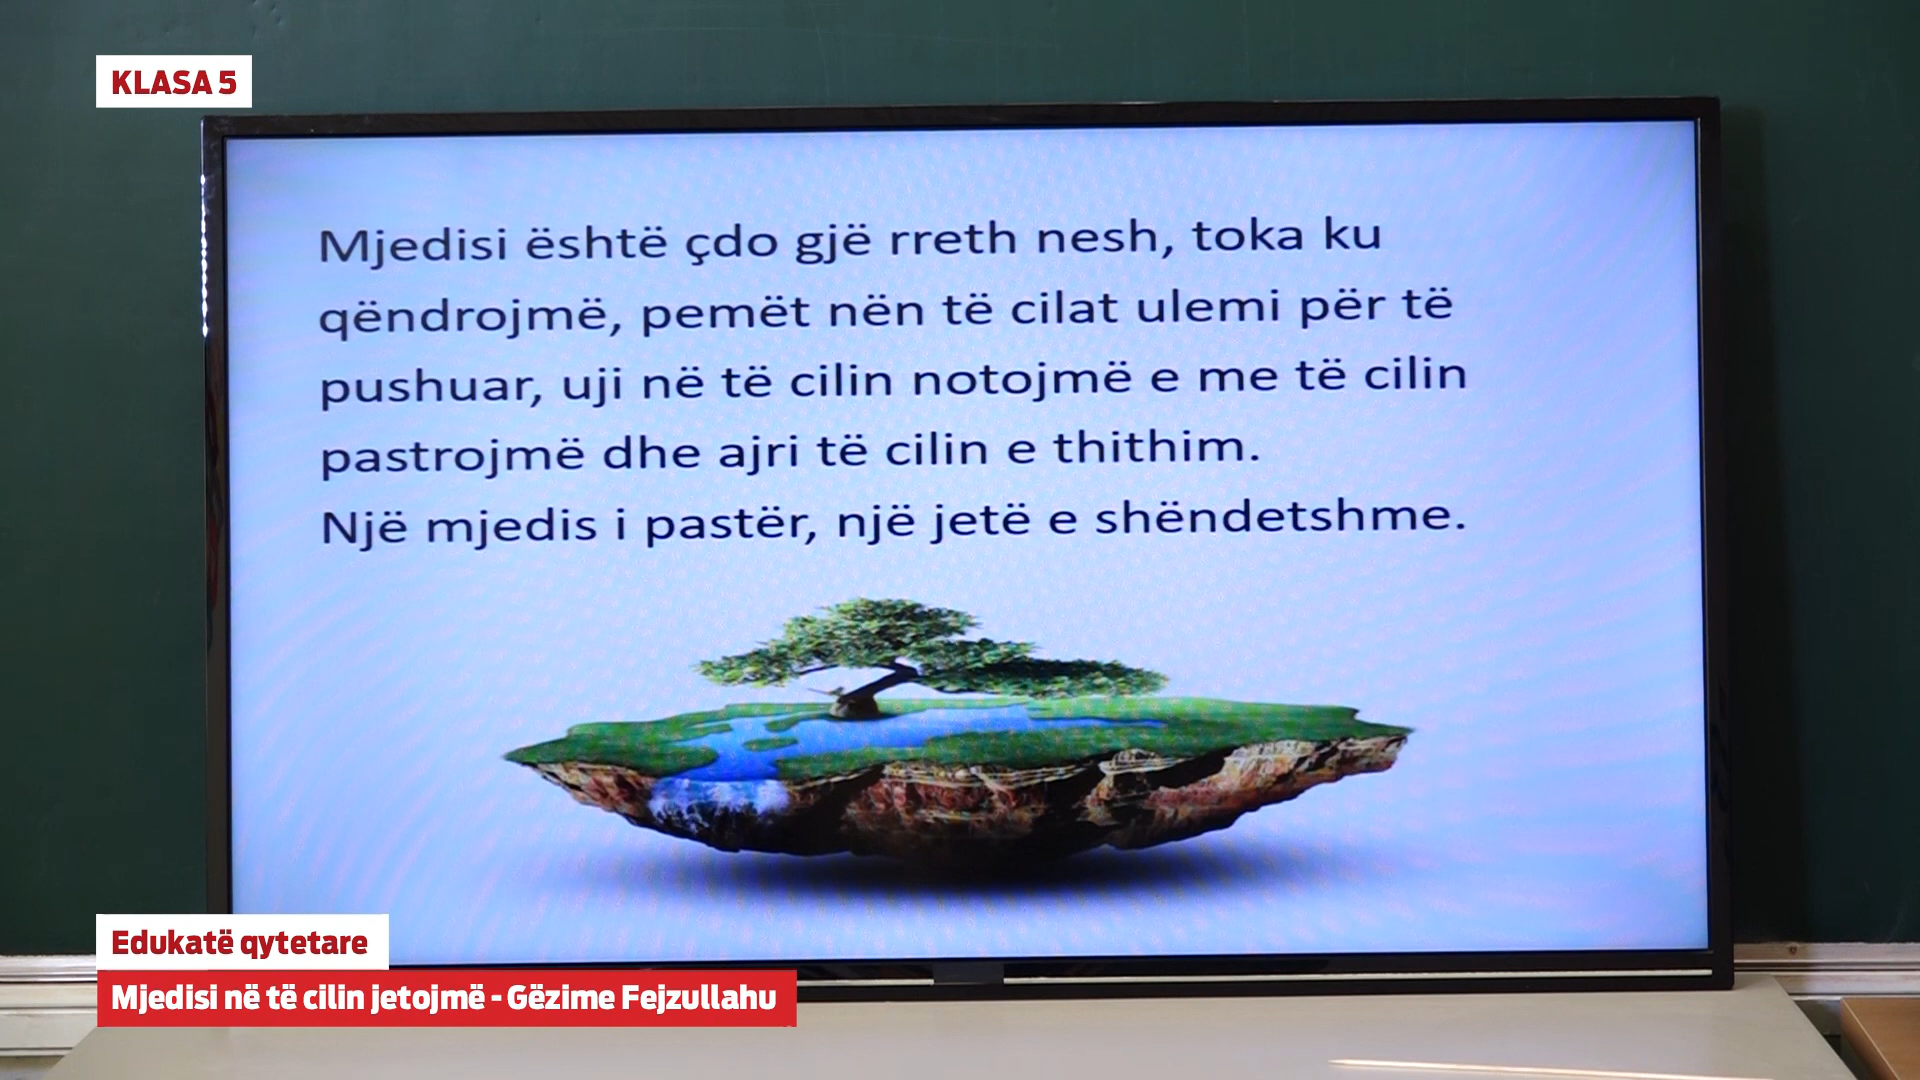 KLASA 5
Mjedisi është çdo gjë rreth nesh, toka ku
qëndrojmë, pemët nën të cilat ulemi për të
pushuar, uji në të cilin notojmë e me të cilin
pastrojmë dhe ajri të cilin e thithim.
Një mjedis i pastër, një jetë e shëndetshme.
Edukatë qytetare
Mjedisi në të cilin jetojmë - Gëzime Fejzullahu